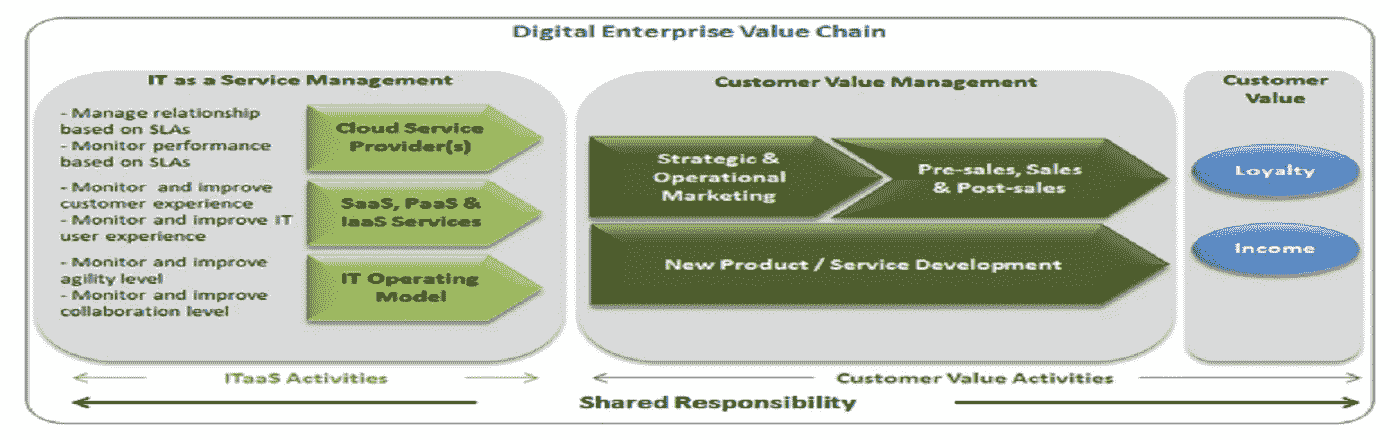 Digital Enterprise Value Chain
IT as a Service Management
- Manage relationship
based on SLAs
- Monitor performance
based on SLAs
- Monitor and improve
customer experience
- Monitor and improve IT
user experience
- Monitor and improve
agility level
- Monitor and improve
collaboration level
Cloud Service
Provider(s)
SaaS, PaaS &
IaaS Services
IT Operating
Model
Customer Value Management
Strategic &
Operational
Marketing
Pre-sales, Sales
& Post-sales
New Product / Service Development
Customer
Value
Loyalty
Income
ITaaS Activities
Customer Value Activities
Shared Responsibility